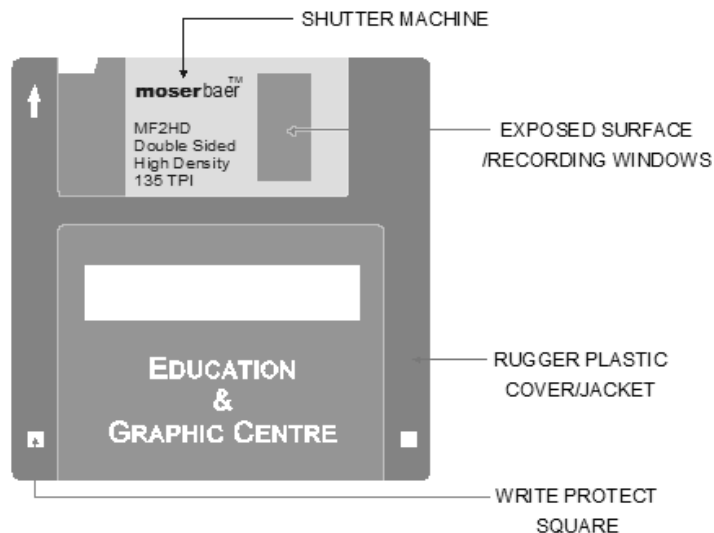 SHUTTER MACHINE
moserbaer™
MF2HD
Double Sided
High Density
135 TPI
EXPOSED SURFACE
/RECORDING WINDOWS
RUGGER PLASTIC
COVER/JACKET
EDUCATION
&
GRAPHIC CENTRE
WRITE PROTECT
SQUARE